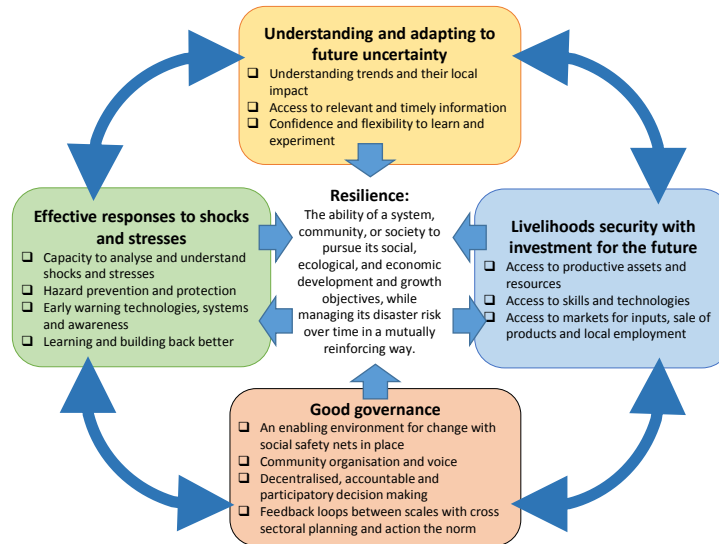 Understanding and adapting to
future uncertainty
❑ Understanding trends and their local
impact
❑ Access to relevant and timely information
❑ Confidence and flexibility to learn and
experiment
Effective responses to shocks
and stresses
❑ Capacity to analyse and understand
shocks and stresses
❑ Hazard prevention and protection
❑ Early warning technologies, systems
and awareness
❑ Learning and building back better
Resilience:
The ability of a system,
community, or society to
pursue its social,
ecological, and economic
development and growth
objectives, while
managing its disaster risk
over time in a mutually
reinforcing way.
Livelihoods security with
investment for the future
❑ Access to productive assets and
resources
❑ Access to skills and technologies
❑ Access to markets for inputs, sale of
products and local employment
Good governance
❑ An enabling environment for change with
social safety nets in place
❑ Community organisation and voice
❑ Decentralised, accountable and
participatory decision making
❑ Feedback loops between scales with cross
sectoral planning and action the norm